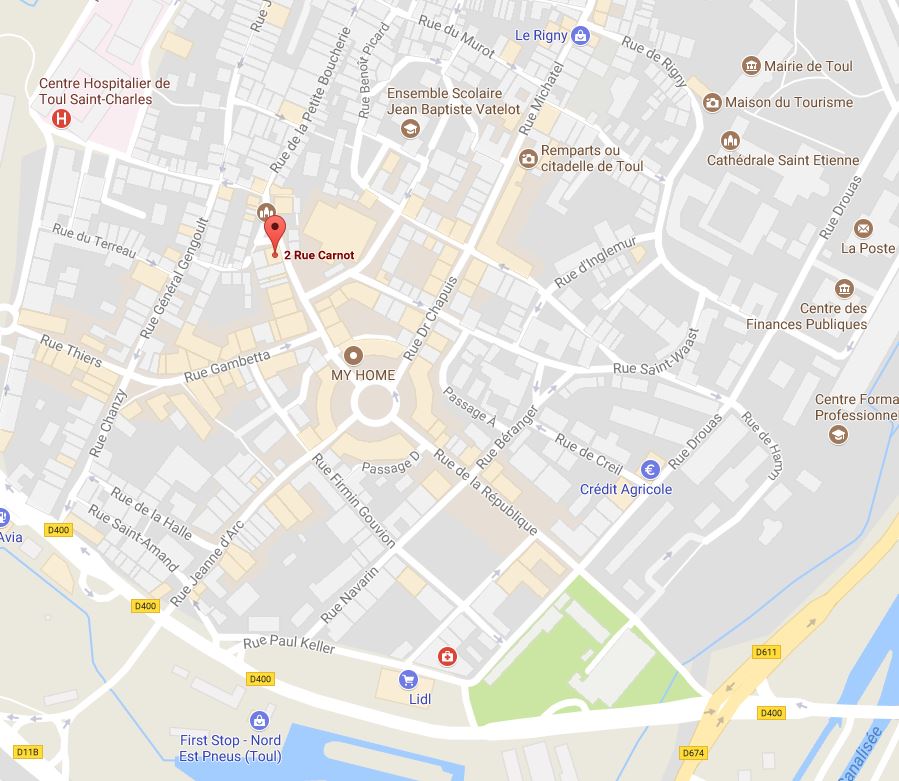 Rue J
Rue du Murot
Le Rigny
Rue de Rigny
Mairie de Toul
Centre Hospitalier de
Toul Saint-Charles
Rue de la Petite Boucherie
Rue Benoît Picard
Ensemble Scolaire
Jean Baptiste Vatelot
Rue Michatel
Maison du Tourisme
Remparts ou
citadelle de Toul
Cathédrale Saint Etienne
Rue du Terreau
Rue Général Gengoult
2 Rue Carnot
Rue d'Inglemur
Rue Drouas
La Poste
Centre des
Finances Publiques
Rue Dr Chapuis
Rue Thiers
Rue Gambetta
MY HOME
Rue Saint-Waast
Rue Chanzy
Passage A
Rue Béranger
Rue de Creil
Rue Drouas
Rue de Hamm
Centre Forma
Professionnel
Passage D
Rue de la République
Crédit Agricole
Rue Firmin Gouvion
Rue de la Halle
Rue Saint-Amand
Rue Jeanne d'Arc
Avia
D400
D400
Rue Navarin
Rue Paul Keller
D400
Lidl
D611
D400
First Stop - Nord
Est Pneus (Toul)
D11B
D674
analisée